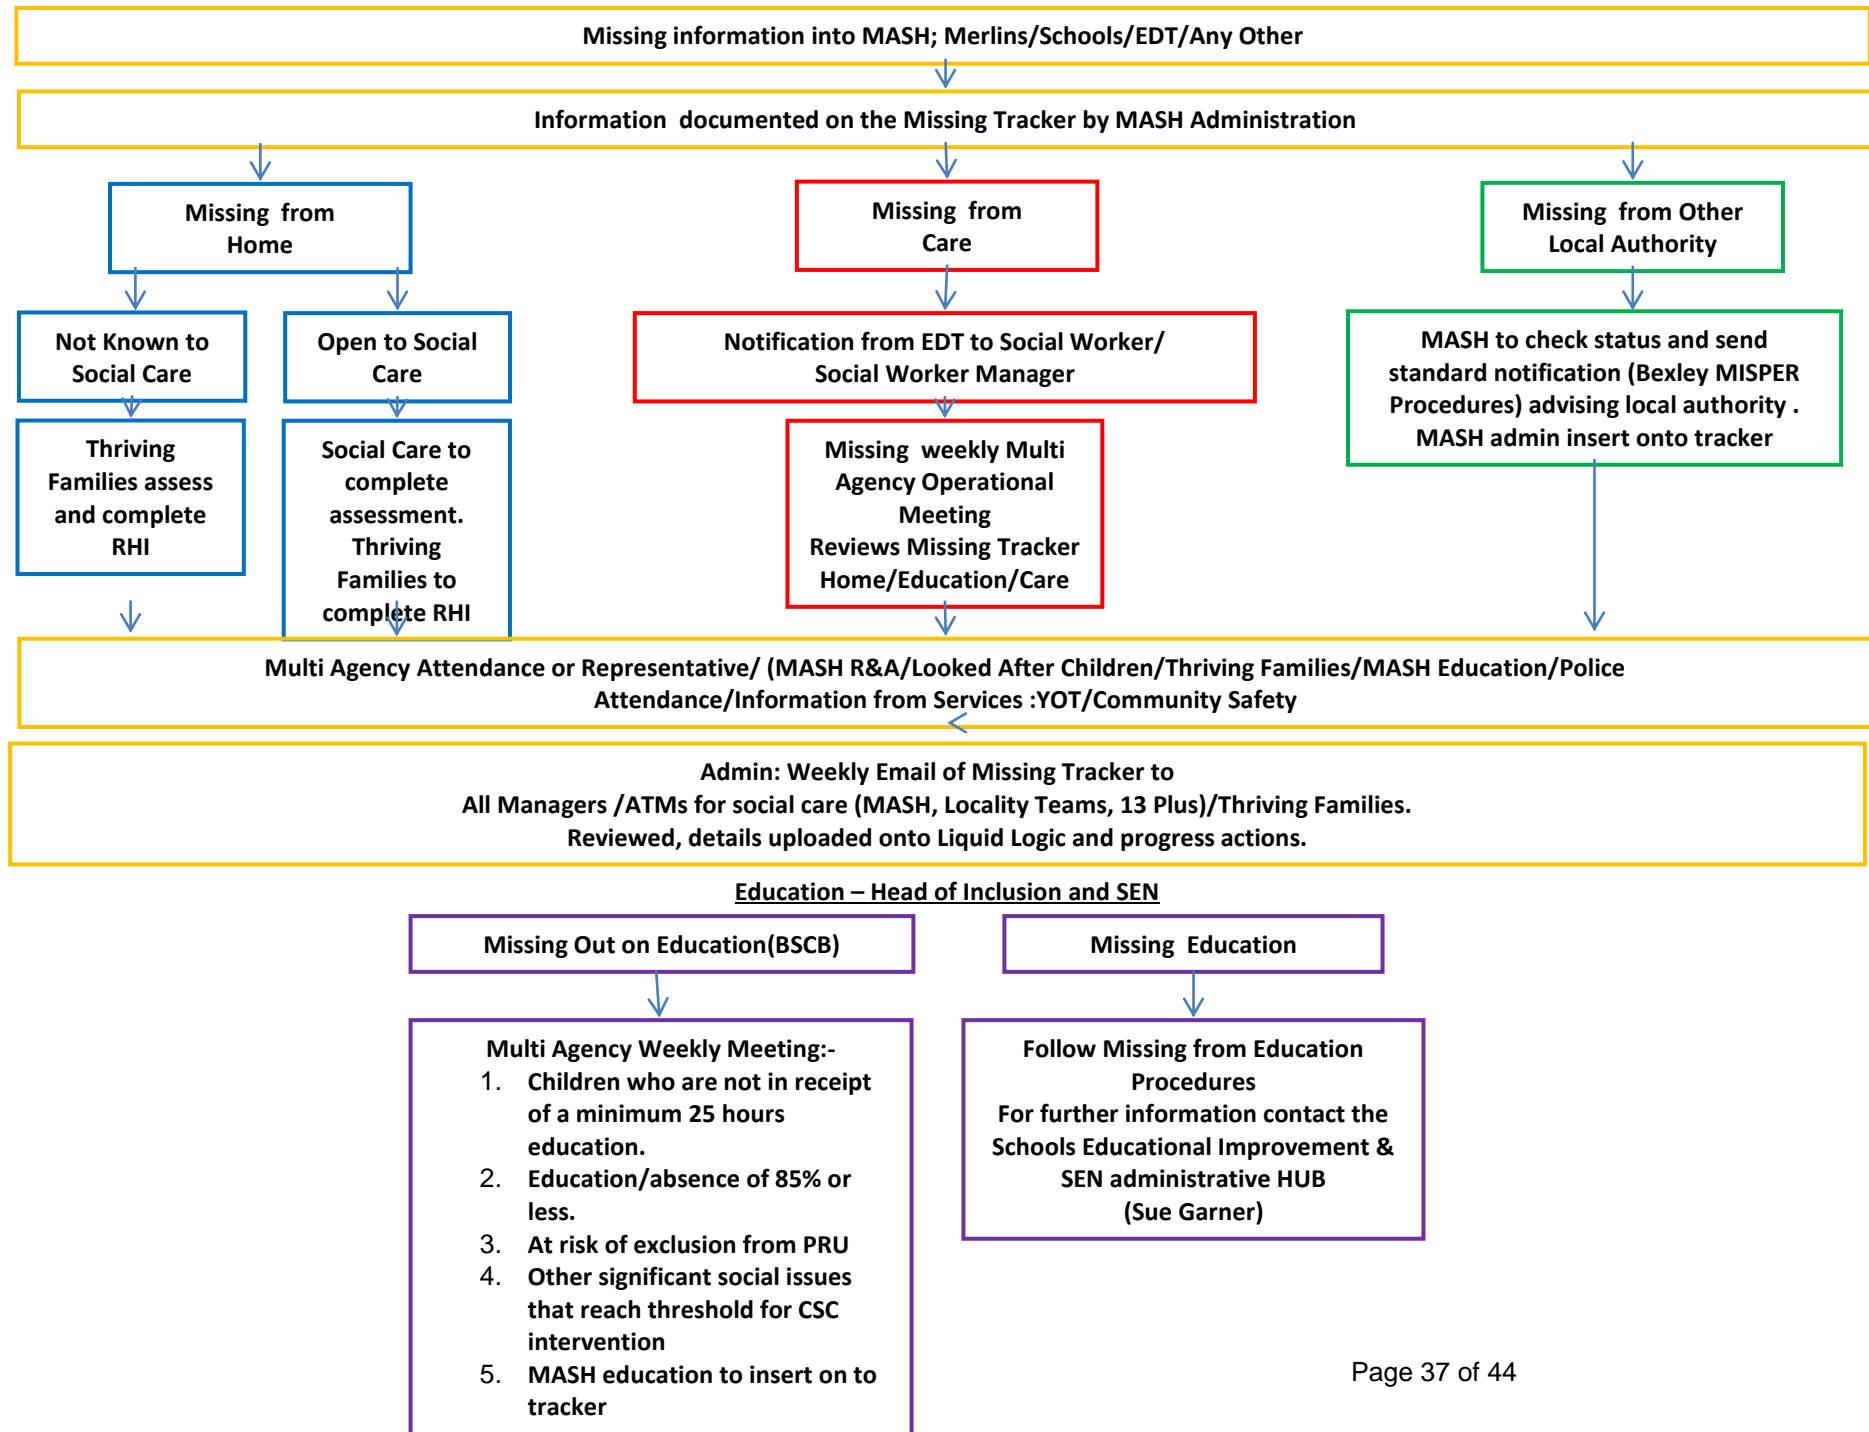 Missing information into MASH; Merlins/Schools/EDT/Any Other
Information documented on the Missing Tracker by MASH Administration
Missing from
Home
Missing from
Care
Missing from Other
Local Authority
Not Known to
Social Care
Open to Social
Care
Notification from EDT to Social Worker/
Social Worker Manager
MASH to check status and send
standard notification (Bexley MISPER
Procedures) advising local authority .
MASH admin insert onto tracker
Thriving
Families assess
and complete
RHI
Social Care to
complete
assessment.
Thriving
Families to
complete RHI
Missing weekly Multi
Agency Operational
Meeting
Reviews Missing Tracker
Home/Education/Care
Multi Agency Attendance or Representative/ (MASH R&A/Looked After Children/Thriving Families/MASH Education/Police
Attendance/Information from Services :YOT/Community Safety
Admin: Weekly Email of Missing Tracker to
All Managers /ATMs for social care (MASH, Locality Teams, 13 Plus)/Thriving Families.
Reviewed, details uploaded onto Liquid Logic and progress actions.
Education – Head of Inclusion and SEN
Missing Out on Education(BSCB)
Missing Education
Multi Agency Weekly Meeting:-
1. Children who are not in receipt
of a minimum 25 hours
education.
2. Education/absence of 85% or
less.
3. At risk of exclusion from PRU
4. Other significant social issues
that reach threshold for CSC
intervention
5. MASH education to insert on to
tracker
Follow Missing from Education
Procedures
For further information contact the
Schools Educational Improvement &
SEN administrative HUB
(Sue Garner)
Page 37 of 44